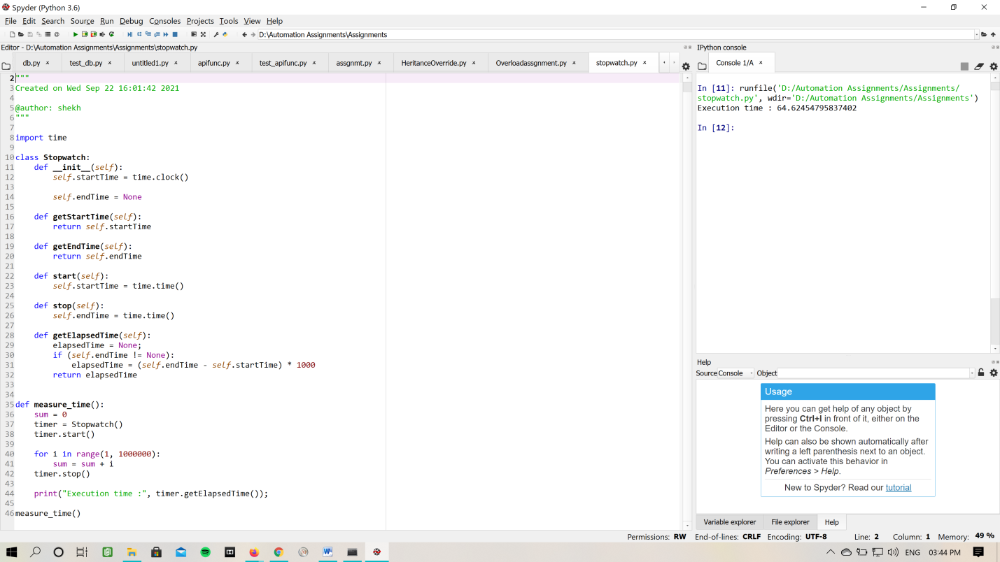 Spyder (Python 3.6)
File Edit Search Source Run Debug Consoles Projects Tools View Help
D:\Automation Assignments\Assignments
Editor - D:\Automation Assignments\Assignments\stopwatch.py
db.py test_db.py untitled1.py apifunc.py test_apifunc.py assgnmt.py HeritanceOverride.py Overloadassgnment.py stopwatch.py
2 """
3 Created on Wed Sep 22 16:01:42 2021
4
5 @author: shekh
6 """
7
8 import time
9
10 class Stopwatch:
11     def __init__(self):
12         self.startTime = time.clock()
13
14         self.endTime = None
15
16     def getStartTime(self):
17         return self.startTime
18
19     def getEndTime(self):
20         return self.endTime
21
22     def start(self):
23         self.startTime = time.time()
24
25     def stop(self):
26         self.endTime = time.time()
27
28     def getElapsedTime(self):
29         elapsedTime = None;
30         if (self.endTime != None):
31             elapsedTime = (self.endTime - self.startTime) * 1000
32         return elapsedTime
33
34
35 def measure_time():
36     sum = 0
37     timer = Stopwatch()
38     timer.start()
39
40     for i in range(1, 1000000):
41         sum = sum + i
42     timer.stop()
43
44     print("Execution time :", timer.getElapsedTime());
45
46 measure_time()
IPython console
Console 1/A
In [11]: runfile('D:/Automation Assignments/Assignments/
stopwatch.py', wdir='D:/Automation Assignments/Assignments')
Execution time : 64.62454795837402
In [12]:
Help
Source Console Object
Usage
Here you can get help of any object by
pressing Ctrl+I in front of it, either on the
Editor or the Console.
Help can also be shown automatically after
writing a left parenthesis next to an object.
You can activate this behavior in
Preferences > Help.
New to Spyder? Read our tutorial
Variable explorer File explorer Help
Permissions: RW End-of-lines: CRLF Encoding: UTF-8 Line: 2 Column: 1 Memory: 49 %
ENG 03:44 PM